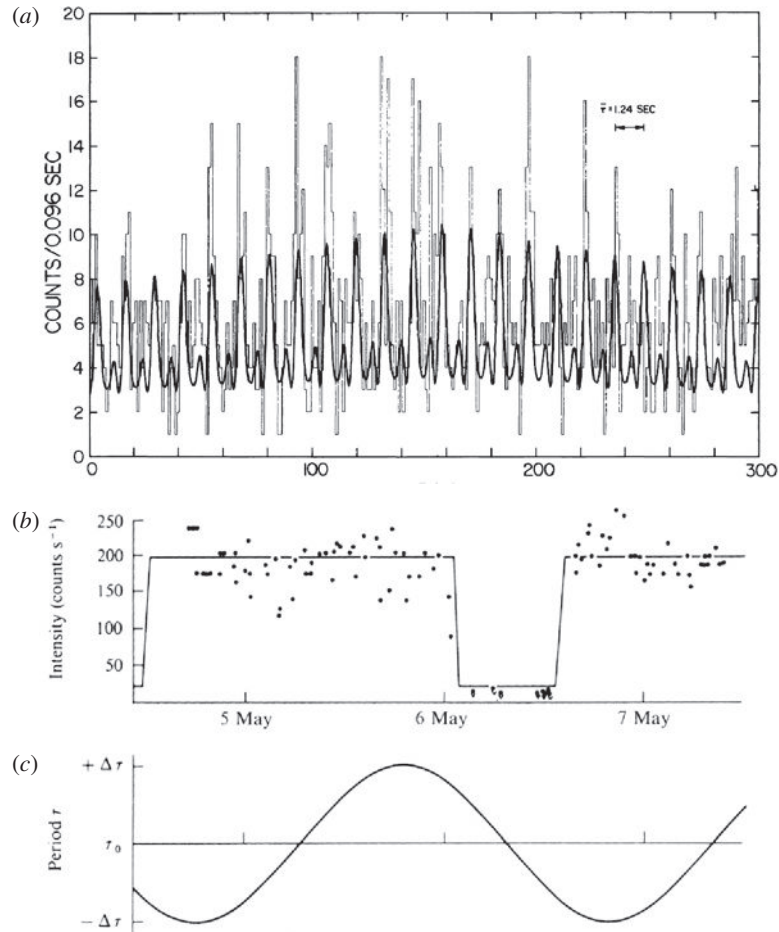 (a)
20
18
16
14
12
10
8
6
4
2
0
COUNTS/0.096 SEC
τ̄=1.24 SEC
0
100
200
300
(b)
250
200
150
100
50
Intensity (counts s⁻¹)
5 May
6 May
7 May
(c)
+ Δτ
τ₀
− Δτ
Period τ